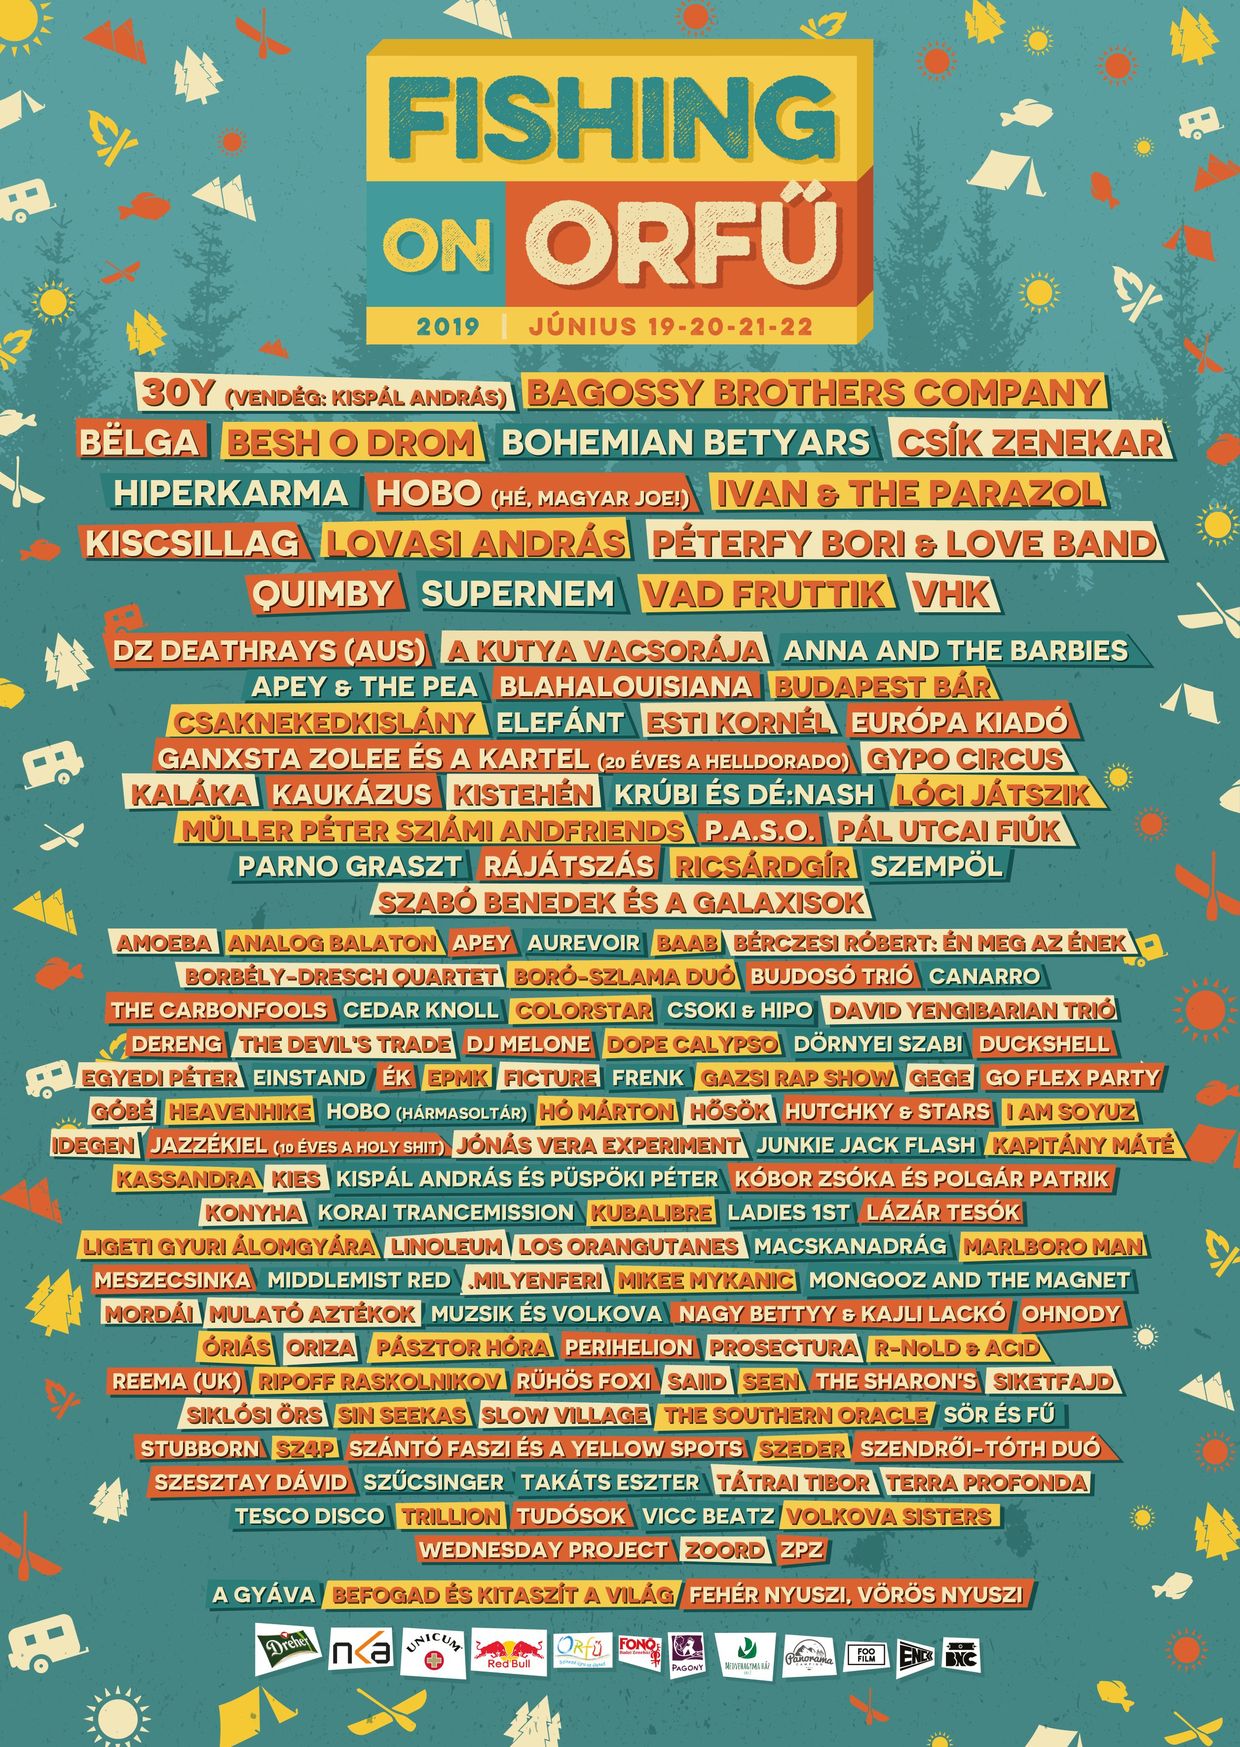 FISHING
ON ORFŰ
2019 | JÚNIUS 19-20-21-22
30Y (VENDÉG: KISPÁL ANDRÁS) BAGOSSY BROTHERS COMPANY
BËLGA BESH O DROM BOHEMIAN BETYARS CSÍK ZENEKAR
HIPERKARMA HOBO (HÉ, MAGYAR JOE!) IVAN & THE PARAZOL
KISCSILLAG LOVASI ANDRÁS PÉTERFY BORI & LOVE BAND
QUIMBY SUPERNEM VAD FRUTTIK VHK
DZ DEATHRAYS (AUS) A KUTYA VACSORÁJA ANNA AND THE BARBIES
APEY & THE PEA BLAHALOUISIANA BUDAPEST BÁR
CSAKNEKEDKISLÁNY ELEFÁNT ESTI KORNÉL EURÓPA KIADÓ
GANXSTA ZOLEE ÉS A KARTEL (20 ÉVES A HELLDORADO) GYPO CIRCUS
KALÁKA KAUKÁZUS KISTEHÉN KRÚBI ÉS DÉ:NASH LÓCI JÁTSZIK
MÜLLER PÉTER SZIÁMI ANDFRIENDS P.A.S.O. PÁL UTCAI FIÚK
PARNO GRASZT RÁJÁTSZÁS RICSÁRDGÍR SZEMPÖL
SZABÓ BENEDEK ÉS A GALAXISOK
AMOEBA ANALOG BALATON APEY AUREVOIR BAAB BÉRCZESI RÓBERT: ÉN MEG AZ ÉNEK
BORBÉLY-DRESCH QUARTET BORÓ-SZLAMA DUÓ BUJDOSÓ TRIÓ CANARRO
THE CARBONFOOLS CEDAR KNOLL COLORSTAR CSOKI & HIPO DAVID YENGIBARIAN TRIÓ
DERENG THE DEVIL'S TRADE DJ MELONE DOPE CALYPSO DÖRNYEI SZABI DUCKSHELL
EGYEDI PÉTER EINSTAND ÉK EPMK FICTURE FRENK GAZSI RAP SHOW GEGE GO FLEX PARTY
GÓBÉ HEAVENHIKE HOBO (HÁRMASOLTÁR) HÓ MÁRTON HŐSÖK HUTCHKY & STARS I AM SOYUZ
IDEGEN JAZZÉKIEL (10 ÉVES A HOLY SHIT) JÓNÁS VERA EXPERIMENT JUNKIE JACK FLASH KAPITÁNY MÁTÉ
KASSANDRA KIES KISPÁL ANDRÁS ÉS PÜSPÖKI PÉTER KÓBOR ZSÓKA ÉS POLGÁR PATRIK
KONYHA KORAI TRANCEMISSION KUBALIBRE LADIES 1ST LÁZÁR TESÓK
LIGETI GYURI ÁLOMGYÁRA LINOLEUM LOS ORANGUTANES MACSKANADRÁG MARLBORO MAN
MESZECSINKA MIDDLEMIST RED .MILYENFERI MIKEE MYKANIC MONGOOZ AND THE MAGNET
MORDÁI MULATÓ AZTÉKOK MUZSIK ÉS VOLKOVA NAGY BETTYY & KAJLI LACKÓ OHNODY
ÓRIÁS ORIZA PÁSZTOR HÓRA PERIHELION PROSECTURA R-NoLD & ACiD
REEMA (UK) RIPOFF RASKOLNIKOV RÜHÖS FOXI SAIID SEEN THE SHARON'S SIKETFAJD
SIKLÓSI ÖRS SIN SEEKAS SLOW VILLAGE THE SOUTHERN ORACLE SÖR ÉS FŰ
STUBBORN SZ4P SZÁNTÓ FASZI ÉS A YELLOW SPOTS SZEDER SZENDRŐI-TÓTH DUÓ
SZESZTAY DÁVID SZŰCSINGER TAKÁTS ESZTER TÁTRAI TIBOR TERRA PROFONDA
TESCO DISCO TRILLION TUDÓSOK VICC BEATZ VOLKOVA SISTERS
WEDNESDAY PROJECT ZOORD ZPZ
A GYÁVA BEFOGAD ÉS KITASZÍT A VILÁG FEHÉR NYUSZI, VÖRÖS NYUSZI
Dreher nka UNICUM Red Bull ORFŰ FONÓ PAGONY MEDVEHAGYMA HÁZ Panorama CAMPING FOO FILM